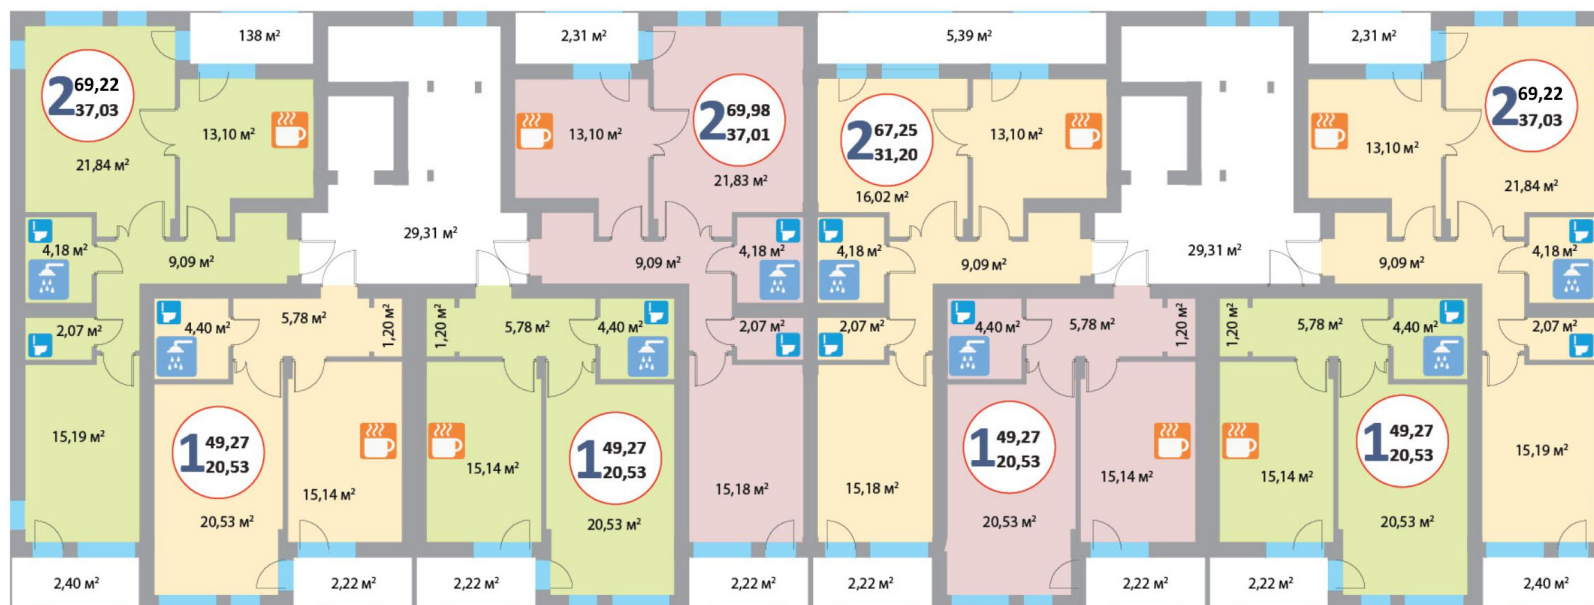 138 м²
2,31 м²
5,39 м²
2,31 м²
2 69,22
37,03
13,10 м²
21,84 м²
13,10 м²
2 69,98
37,01
21,83 м²
2 67,25
31,20
16,02 м²
13,10 м²
13,10 м²
2 69,22
37,03
21,84 м²
4,18 м²
9,09 м²
29,31 м²
9,09 м²
4,18 м²
4,18 м²
9,09 м²
29,31 м²
9,09 м²
4,18 м²
2,07 м²
4,40 м²
5,78 м²
1,20 м²
1,20 м²
5,78 м²
4,40 м²
2,07 м²
2,07 м²
4,40 м²
5,78 м²
1,20 м²
1,20 м²
5,78 м²
4,40 м²
2,07 м²
15,19 м²
1 49,27
20,53
20,53 м²
15,14 м²
15,14 м²
1 49,27
20,53
20,53 м²
15,18 м²
15,18 м²
1 49,27
20,53
20,53 м²
15,14 м²
15,14 м²
1 49,27
20,53
20,53 м²
15,19 м²
2,40 м²
2,22 м²
2,22 м²
2,22 м²
2,22 м²
2,22 м²
2,22 м²
2,40 м²